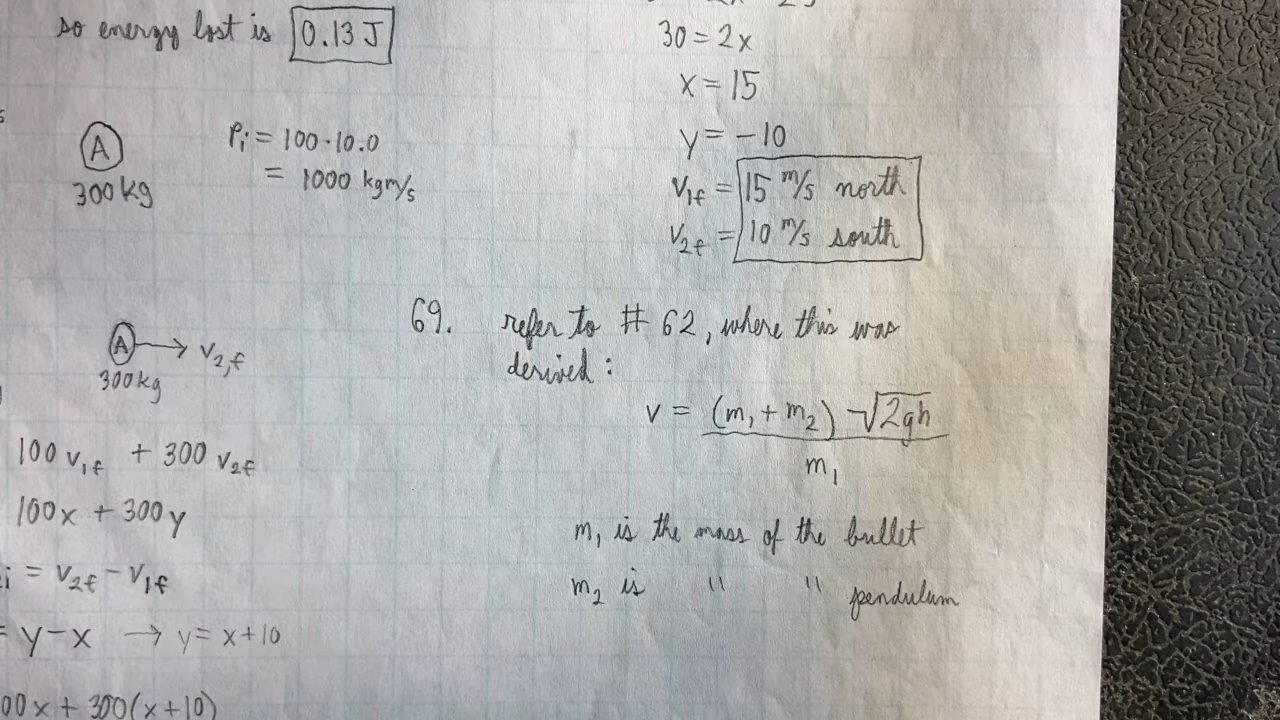 so energy lost is 0.13 J
A
300 kg
Pi = 100·10.0
= 1000 kgm/s
A → v2,f
300kg
100 v1f + 300 v2f
100x + 300y
i = v2f - v1f
= y-x → y = x+10
00x + 300(x+10)
30 = 2x
x = 15
y = -10
v1f = 15 m/s north
v2f = 10 m/s south
69. refer to # 62, where this was
derived:
v = (m1 + m2) √2gh
m1
m1 is the mass of the bullet
m2 is " " pendulum